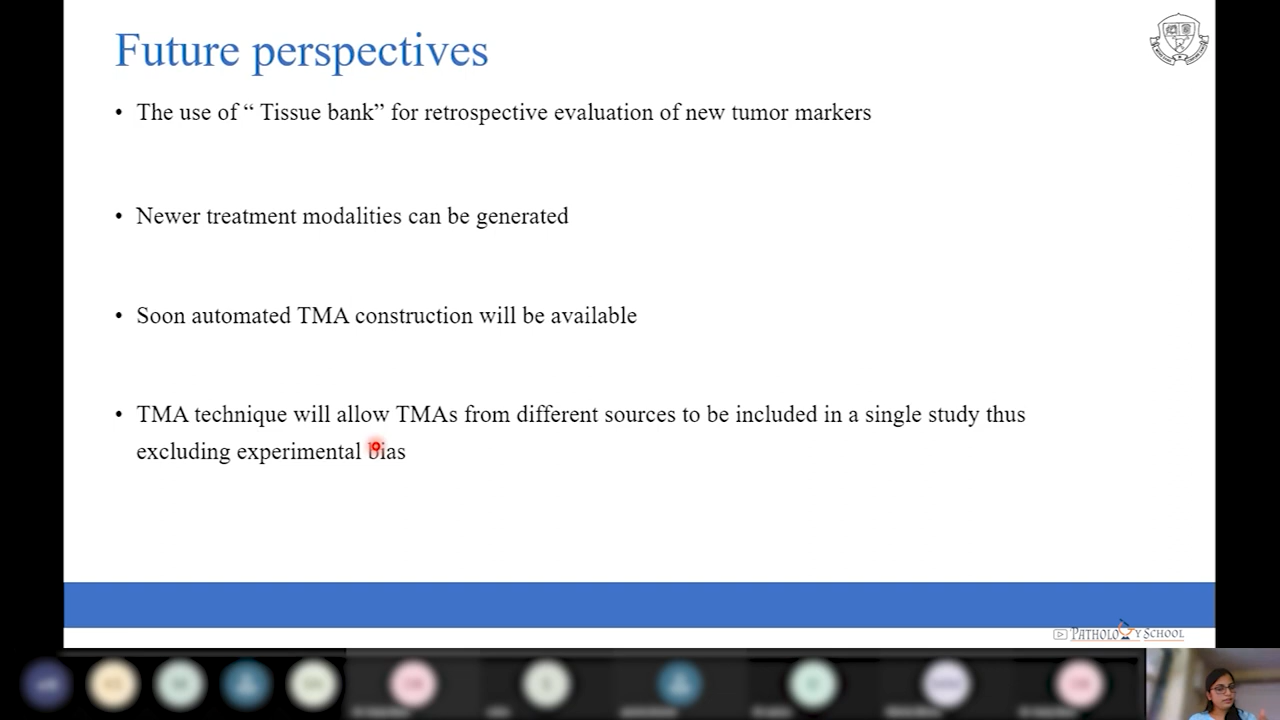 Future perspectives
• The use of “ Tissue bank” for retrospective evaluation of new tumor markers
• Newer treatment modalities can be generated
• Soon automated TMA construction will be available
• TMA technique will allow TMAs from different sources to be included in a single study thus
excluding experimental bias
PATHOLOGY SCHOOL